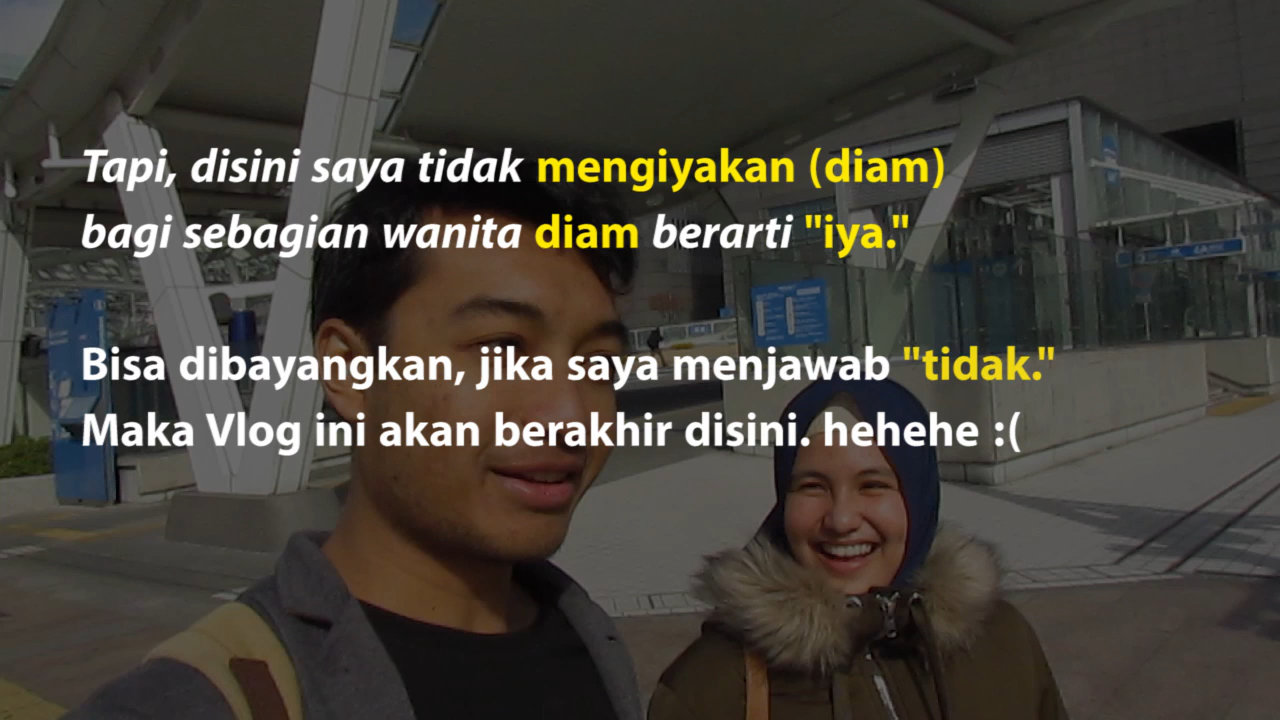 Tapi, disini saya tidak mengiyakan (diam)
bagi sebagian wanita diam berarti "iya."
Bisa dibayangkan, jika saya menjawab "tidak."
Maka Vlog ini akan berakhir disini. hehehe :(